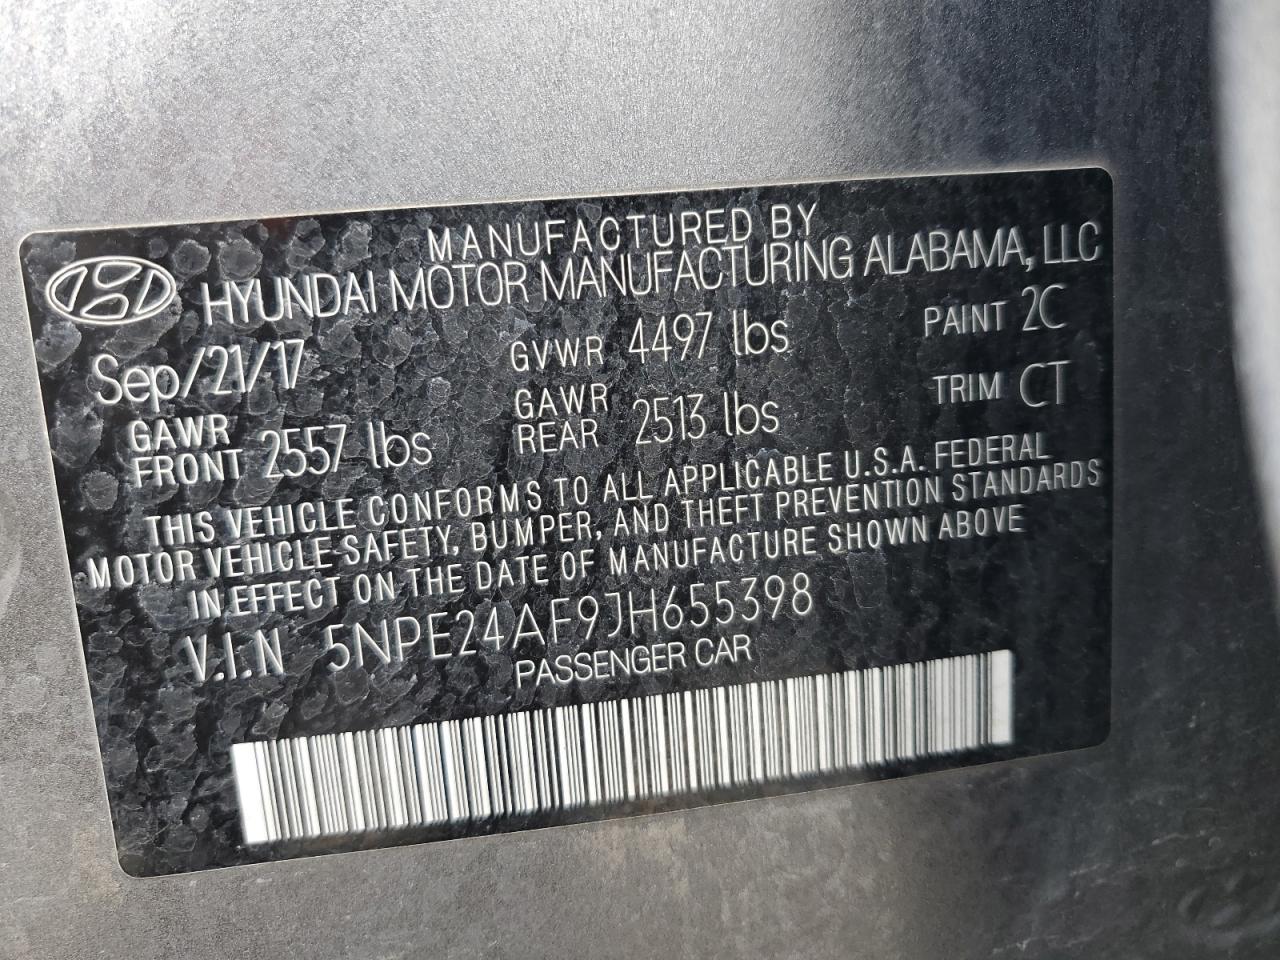 MANUFACTURED BY
HYUNDAI MOTOR MANUFACTURING ALABAMA, LLC
Sep/21/17 GVWR 4497 lbs PAINT 2C
GAWR FRONT 2557 lbs GAWR REAR 2513 lbs TRIM CT
THIS VEHICLE CONFORMS TO ALL APPLICABLE U.S.A. FEDERAL
MOTOR VEHICLE SAFETY, BUMPER, AND THEFT PREVENTION STANDARDS
IN EFFECT ON THE DATE OF MANUFACTURE SHOWN ABOVE
V.I.N 5NPE24AF9JH655398
PASSENGER CAR